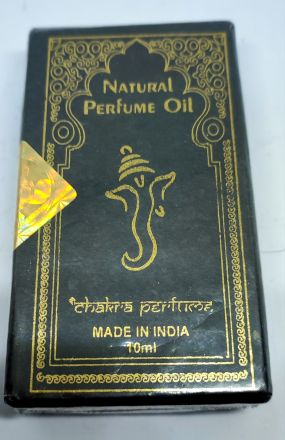 NATURAL
PERFUME OIL
chakra perfume
MADE IN INDIA
10ml